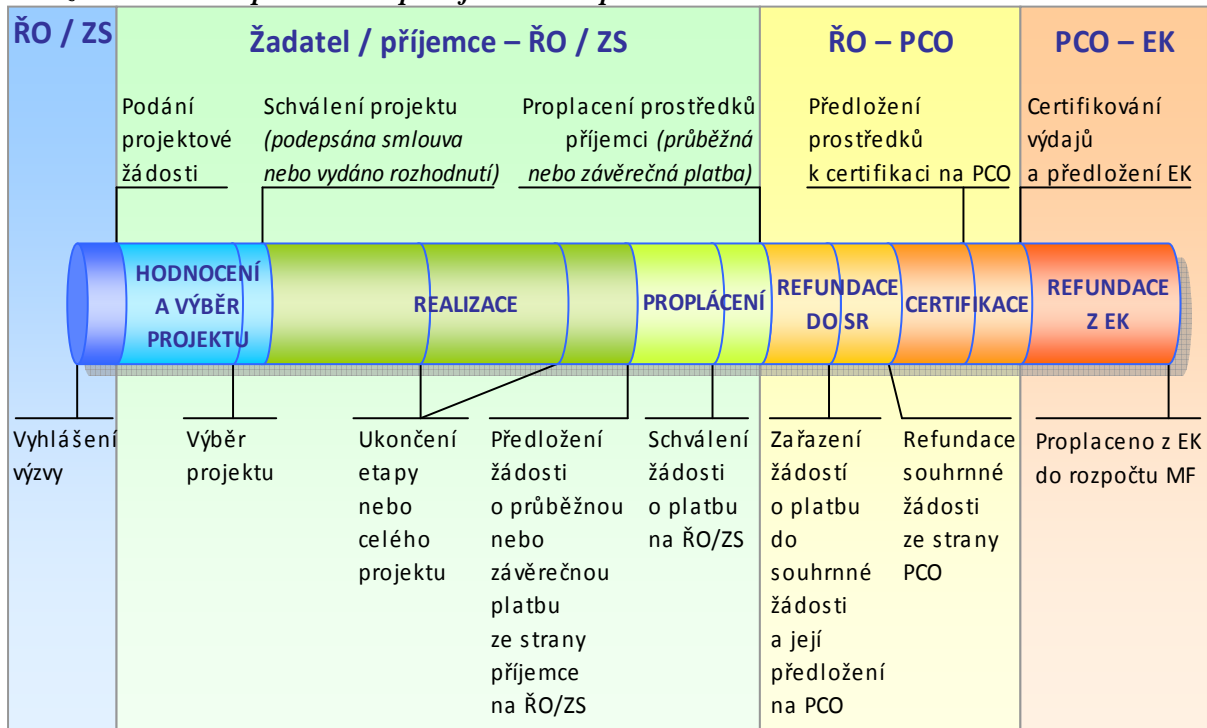 ŘO / ZS
Žadatel / příjemce – ŘO / ZS
ŘO – PCO
PCO – EK
Podání
projektové
žádosti
Schválení projektu
(podepsána smlouva
nebo vydáno rozhodnutí)
Proplacení prostředků
příjemci (průběžná
nebo závěrečná platba)
Předložení
prostředků
k certifikaci na PCO
Certifikování
výdajů
a předložení EK
HODNOCENÍ
A VÝBĚR
PROJEKTU
REALIZACE
PROPLÁCENÍ
REFUNDACE
DO SR
CERTIFIKACE
REFUNDACE
Z EK
Vyhlášení
výzvy
Výběr
projektu
Ukončení
etapy
nebo
celého
projektu
Předložení
žádosti
o průběžnou
nebo
závěrečnou
platbu
ze strany
příjemce
na ŘO/ZS
Schválení
žádosti
o platbu
na ŘO/ZS
Zařazení
žádostí
o platbu
do
souhrnné
žádosti
a její
předložení
na PCO
Refundace
souhrnné
žádosti
ze strany
PCO
Proplaceno z EK
do rozpočtu MF